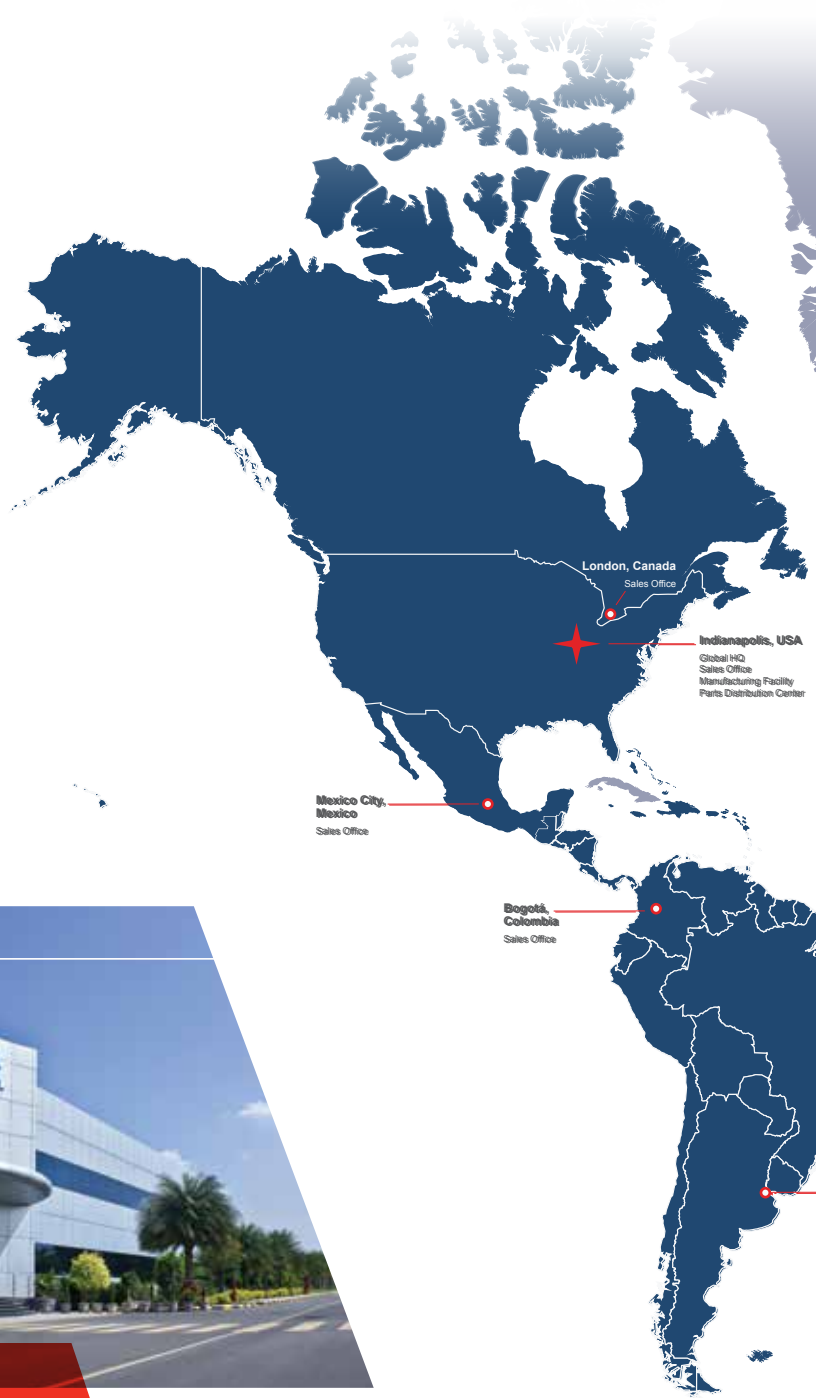 London, Canada
Sales Office
Indianapolis, USA
Global HQ
Sales Office
Manufacturing Facility
Parts Distribution Center
Mexico City,
Mexico
Sales Office
Bogotá,
Colombia
Sales Office